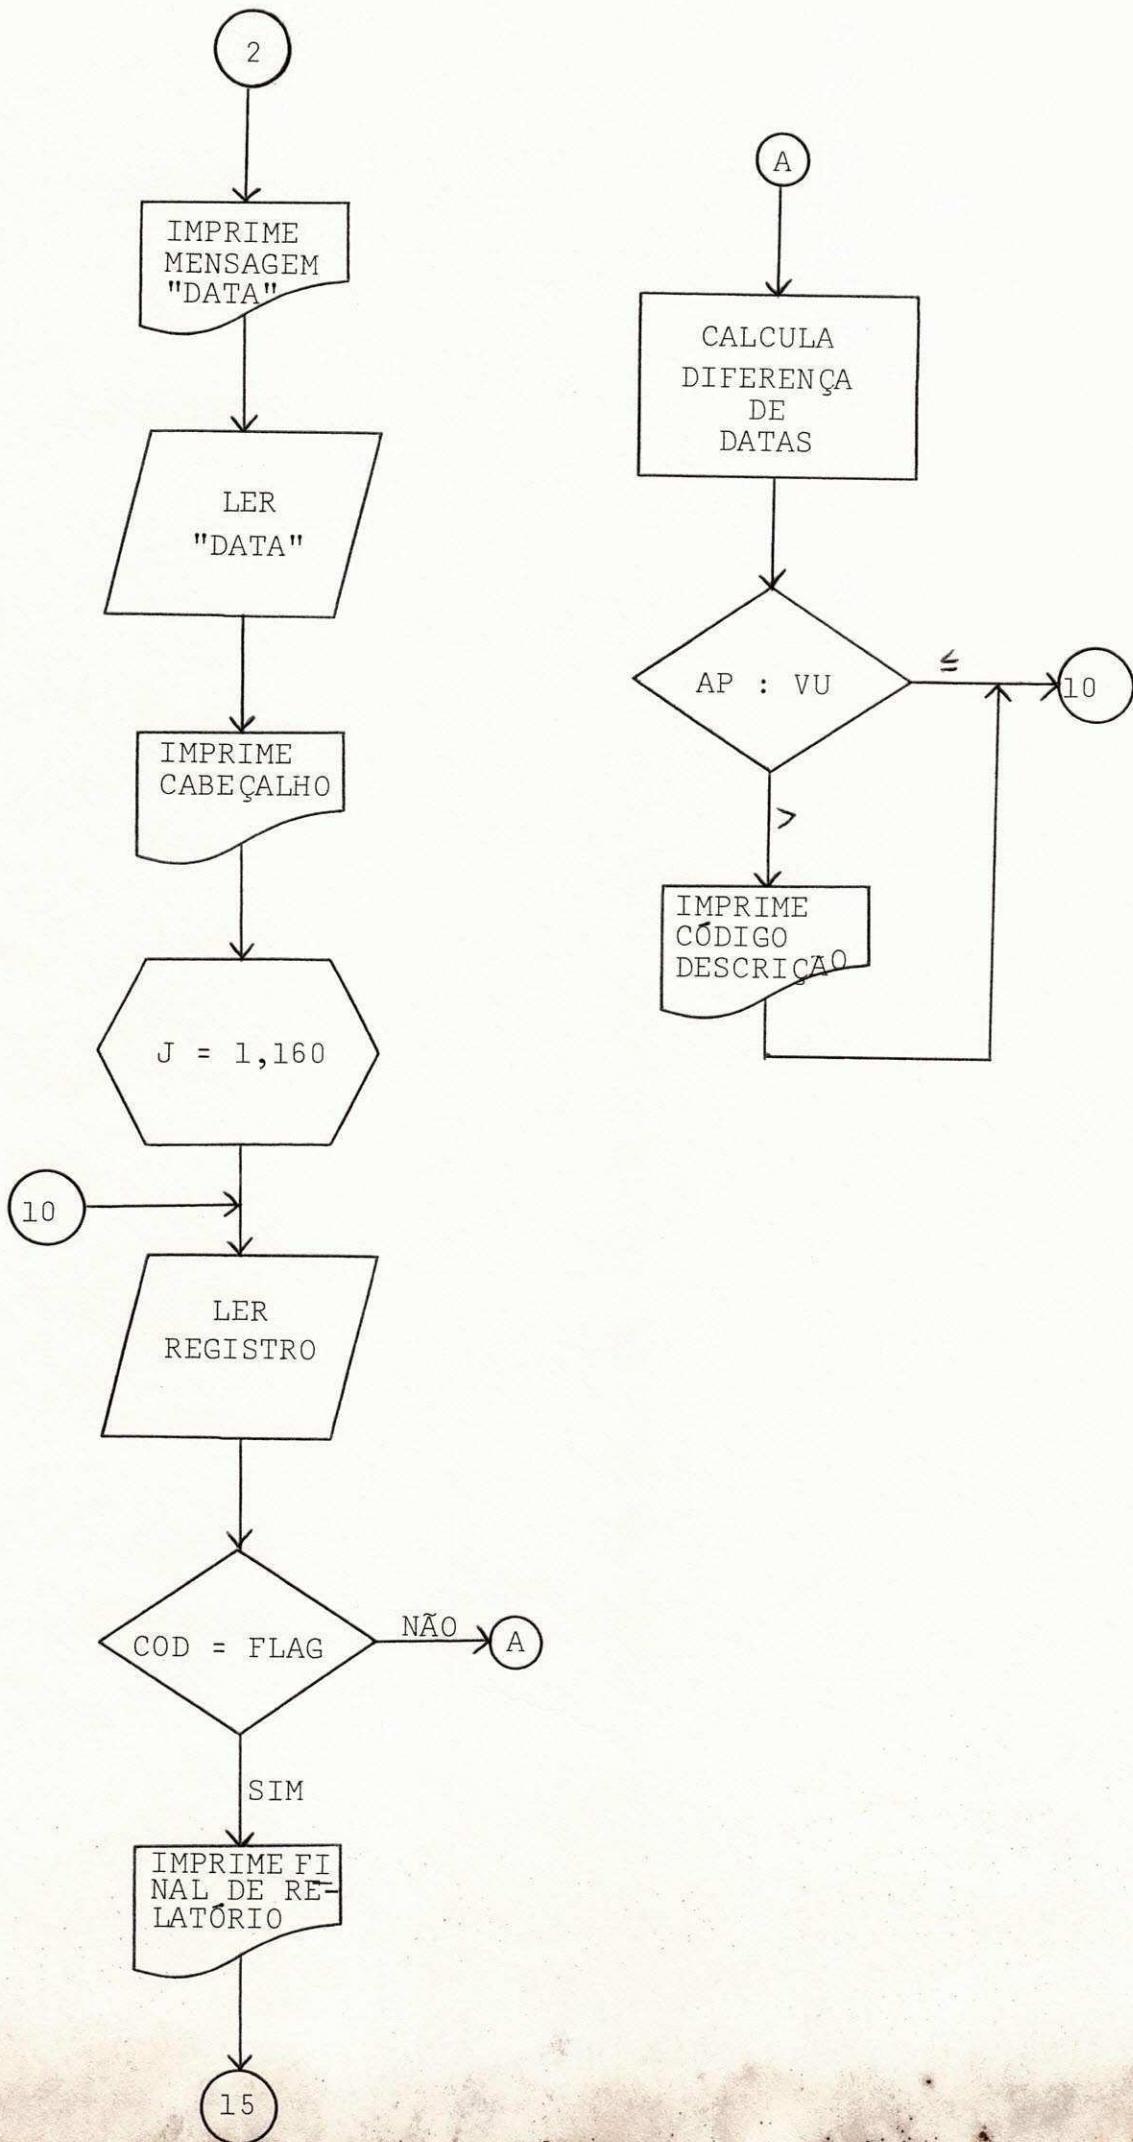 2
IMPRIME
MENSAGEM
"DATA"
LER
"DATA"
IMPRIME
CABEÇALHO
J = 1,160
10
LER
REGISTRO
COD = FLAG
NÃO
A
SIM
IMPRIME FI
NAL DE RE-
LATÓRIO
15
A
CALCULA
DIFERENÇA
DE
DATAS
AP : VU
≤
10
>
IMPRIME
CÓDIGO
DESCRIÇÃO